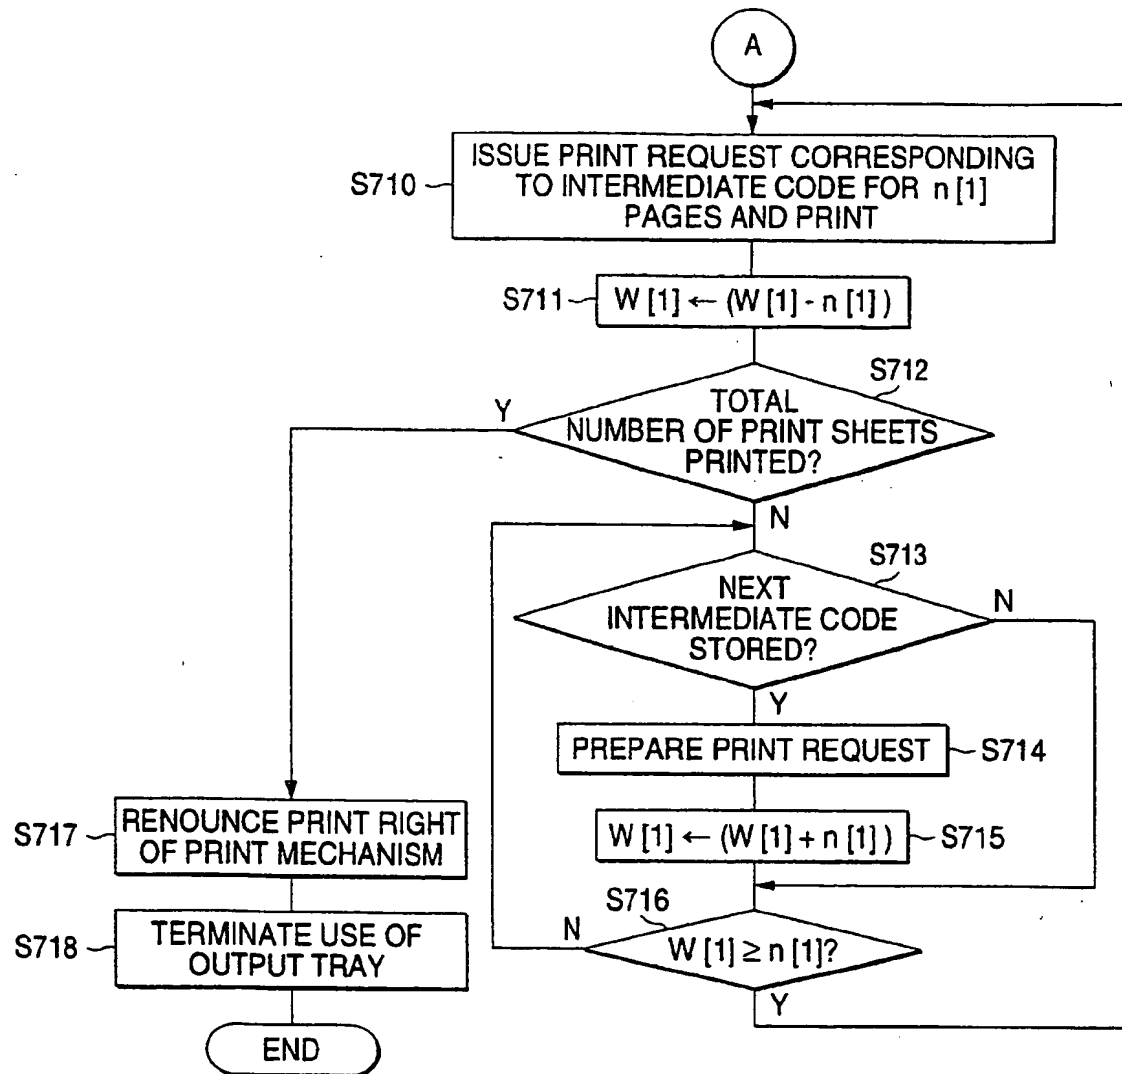 A
ISSUE PRINT REQUEST CORRESPONDING
TO INTERMEDIATE CODE FOR n [1]
PAGES AND PRINT
S710
S711
W [1] ← (W [1] - n [1] )
S712
TOTAL
NUMBER OF PRINT SHEETS
PRINTED?
Y
N
S713
NEXT
INTERMEDIATE CODE
STORED?
N
Y
PREPARE PRINT REQUEST
S714
W [1] ← (W [1] + n [1] )
S715
S716
W [1] ≥ n [1]?
N
Y
S717
RENOUNCE PRINT RIGHT
OF PRINT MECHANISM
S718
TERMINATE USE OF
OUTPUT TRAY
END